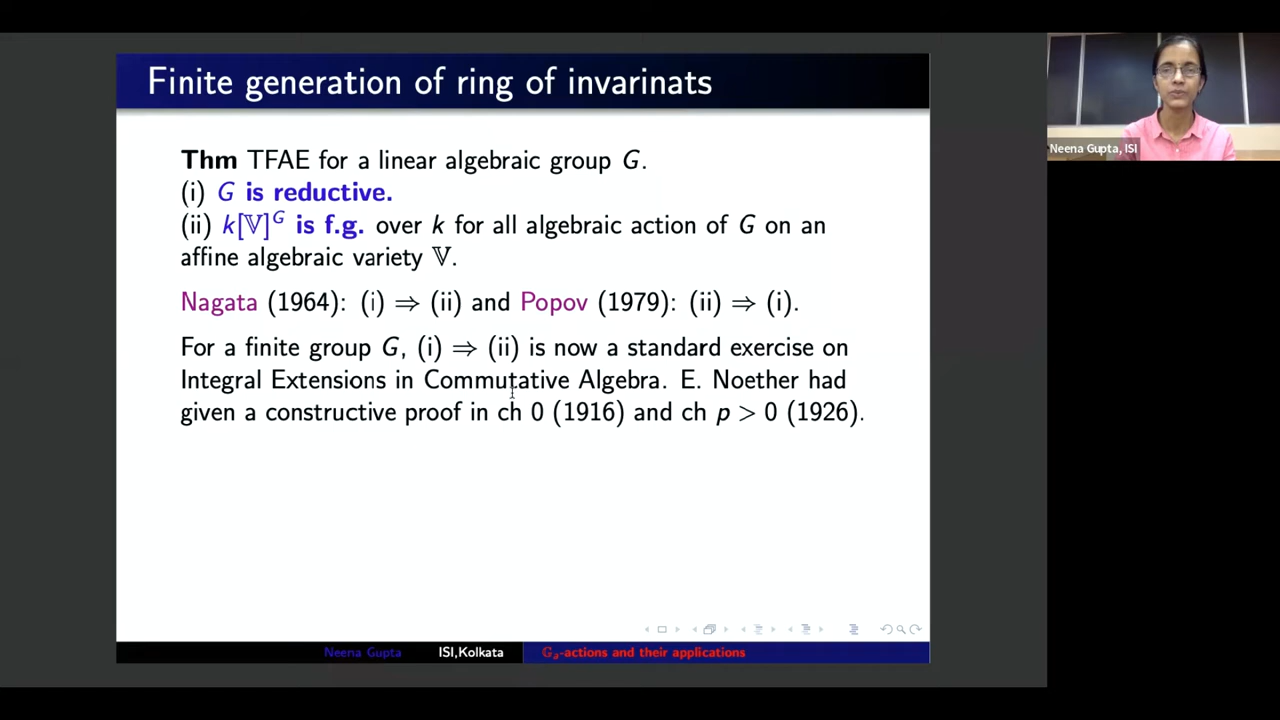 Finite generation of ring of invarinats
Thm TFAE for a linear algebraic group G.
(i) G is reductive.
(ii) k[𝕍]^G is f.g. over k for all algebraic action of G on an
affine algebraic variety 𝕍.
Nagata (1964): (i) ⇒ (ii) and Popov (1979): (ii) ⇒ (i).
For a finite group G, (i) ⇒ (ii) is now a standard exercise on
Integral Extensions in Commutative Algebra. E. Noether had
given a constructive proof in ch 0 (1916) and ch p > 0 (1926).
Neena Gupta ISI,Kolkata 𝔾ₐ-actions and their applications
Neena Gupta, ISI